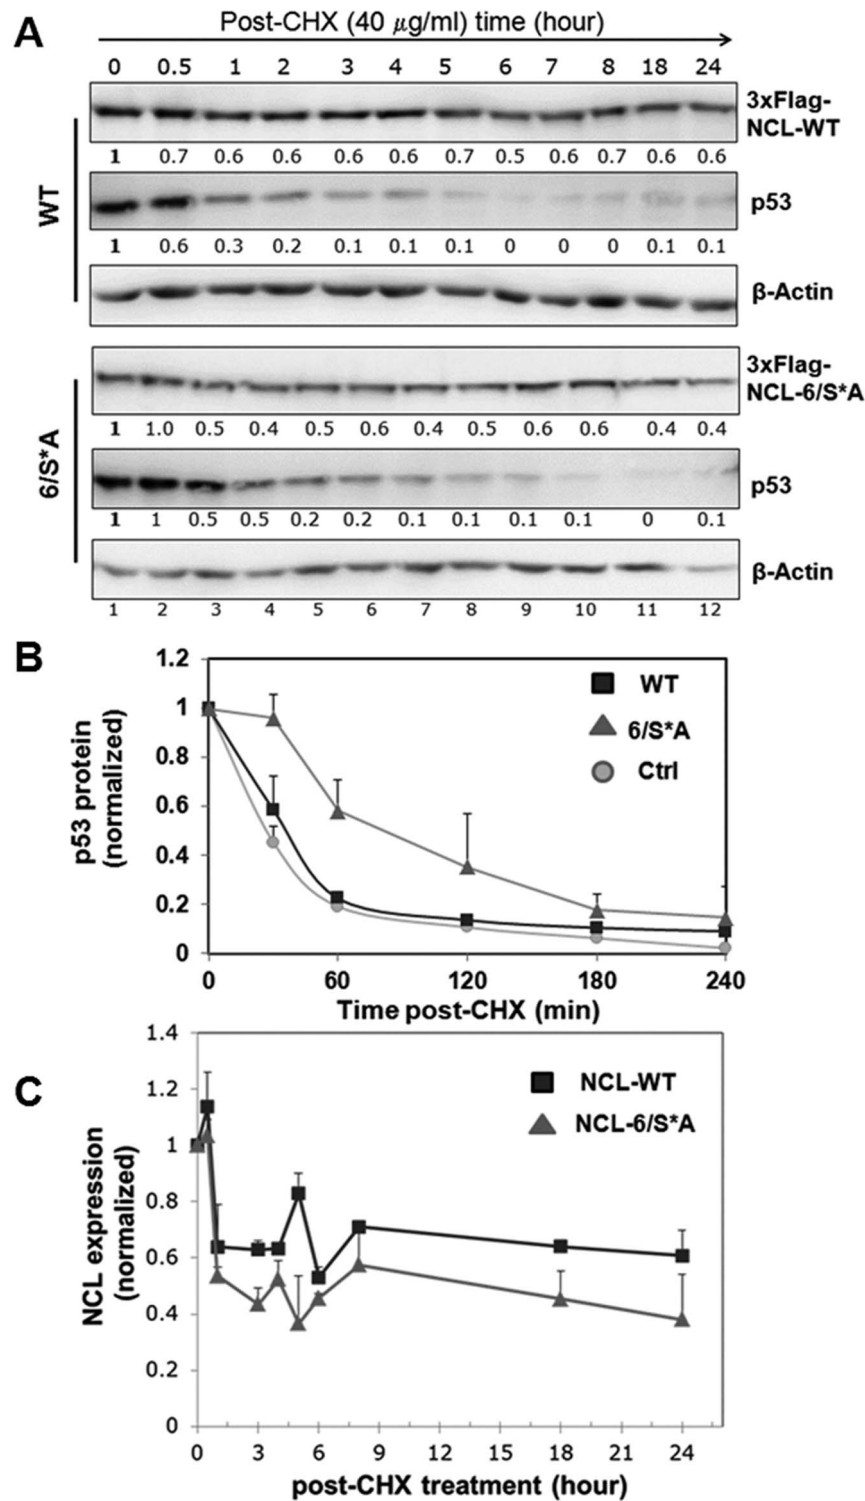 A
Post-CHX (40 μg/ml) time (hour)
0 0.5 1 2 3 4 5 6 7 8 18 24
WT
3xFlag-
NCL-WT
1 0.7 0.6 0.6 0.6 0.6 0.7 0.5 0.6 0.7 0.6 0.6
p53
1 0.6 0.3 0.2 0.1 0.1 0.1 0 0 0 0.1 0.1
β-Actin
6/S*A
3xFlag-
NCL-6/S*A
1 1.0 0.5 0.4 0.5 0.6 0.4 0.5 0.6 0.6 0.4 0.4
p53
1 1 0.5 0.5 0.2 0.2 0.1 0.1 0.1 0.1 0 0.1
β-Actin
1 2 3 4 5 6 7 8 9 10 11 12
B
p53 protein
(normalized)
1.2
1
0.8
0.6
0.4
0.2
0
WT
6/S*A
Ctrl
0 60 120 180 240
Time post-CHX (min)
C
NCL expression
(normalized)
1.4
1.2
1
0.8
0.6
0.4
0.2
0
NCL-WT
NCL-6/S*A
0 3 6 9 12 15 18 21 24
post-CHX treatment (hour)